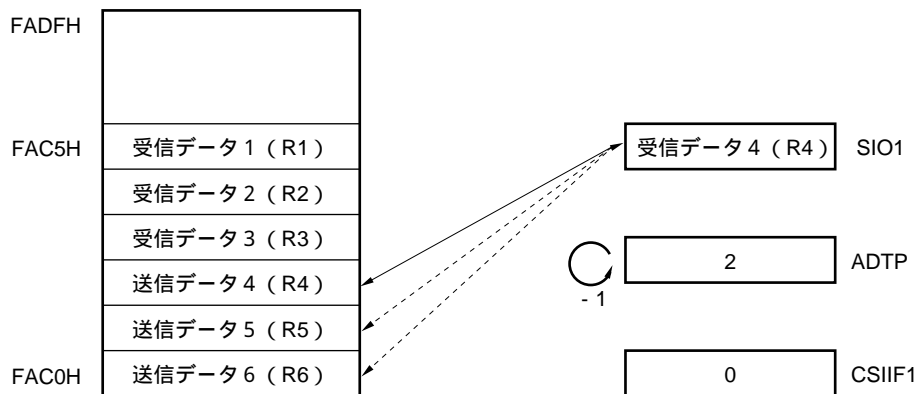 FADFH
FAC5H 受信データ1（R1） 受信データ4（R4） SIO1
受信データ2（R2）
受信データ3（R3） 2 ADTP
送信データ4（R4） - 1
送信データ5（R5）
FAC0H 送信データ6（R6） 0 CSIIF1